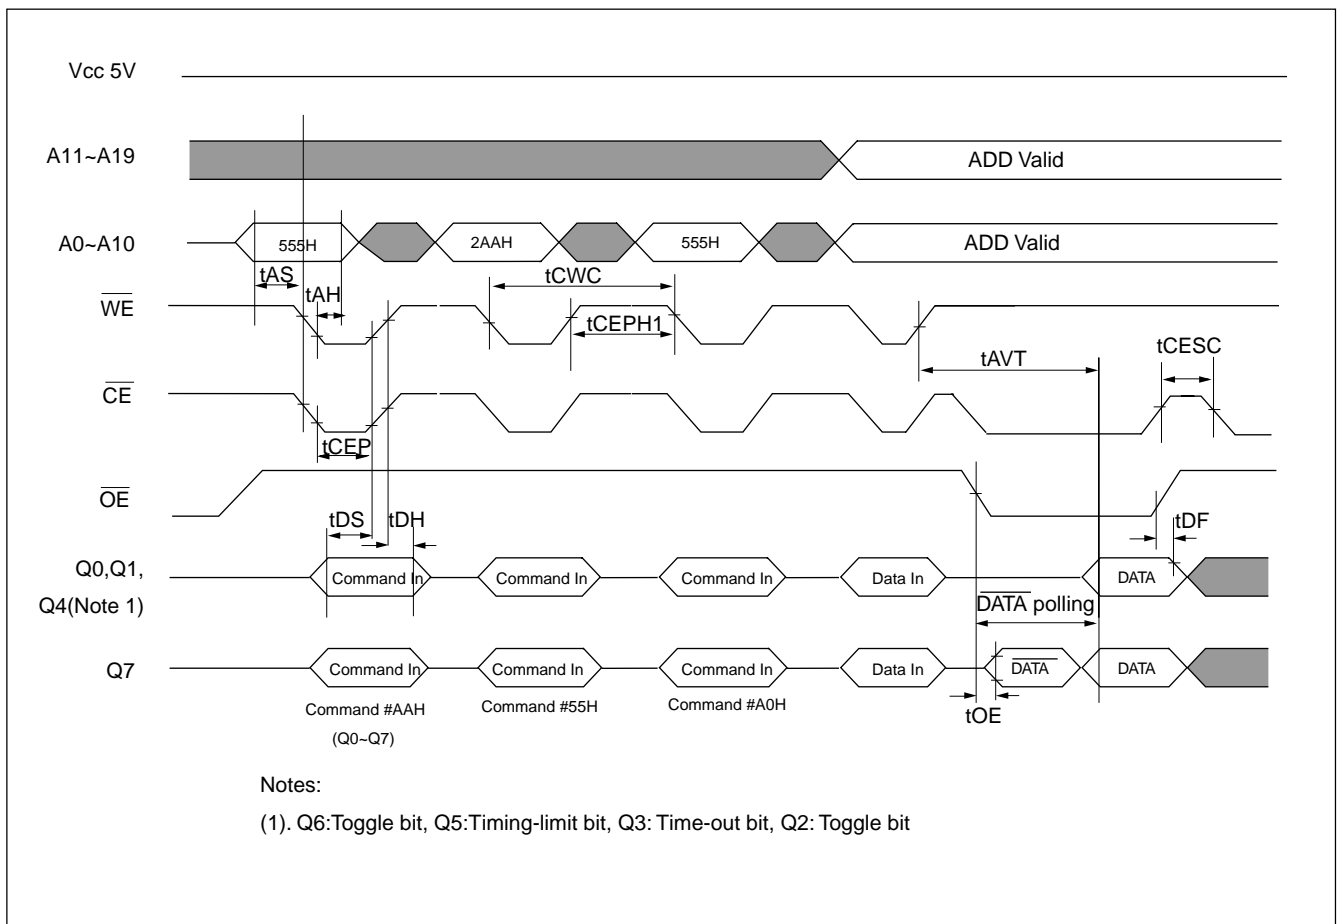 Vcc 5V
A11~A19
ADD Valid
A0~A10
555H
2AAH
555H
ADD Valid
tAS
tAH
tCWC
WE
tCEPH1
tAVT
tCESC
CE
tCEP
OE
tDS
tDH
tDF
Q0,Q1,
Q4(Note 1)
Command In
Command In
Command In
Data In
DATA
DATA polling
Q7
Command In
Command In
Command In
Data In
DATA
DATA
tOE
Command #AAH
Command #55H
Command #A0H
(Q0~Q7)
Notes:
(1). Q6:Toggle bit, Q5:Timing-limit bit, Q3: Time-out bit, Q2: Toggle bit